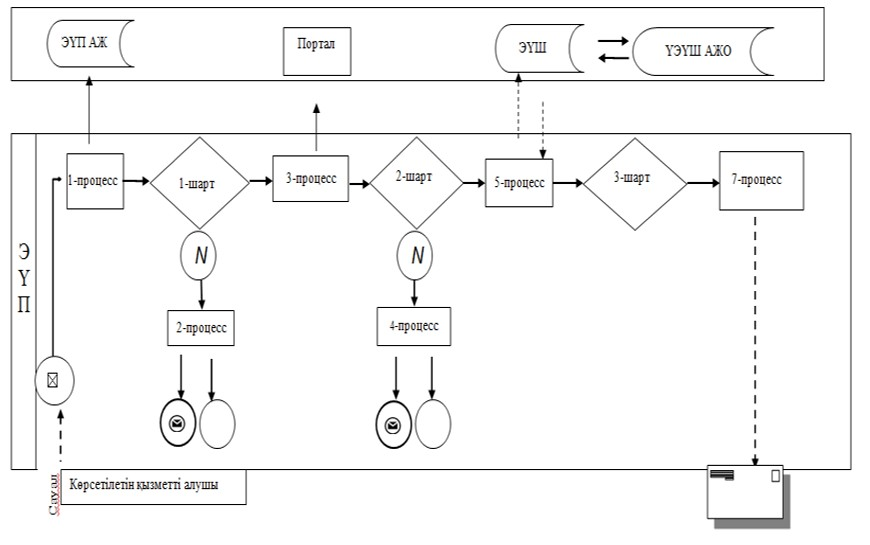 ЭҮП АЖ
Портал
ЭҮШ
ҮЭҮШ АЖО
1-процесс
1-шарт
3-процесс
2-шарт
5-процесс
3-шарт
7-процесс
N
N
2-процесс
4-процесс
Э
Ү
П
Сауал
Көрсетілетін қызметті алушы